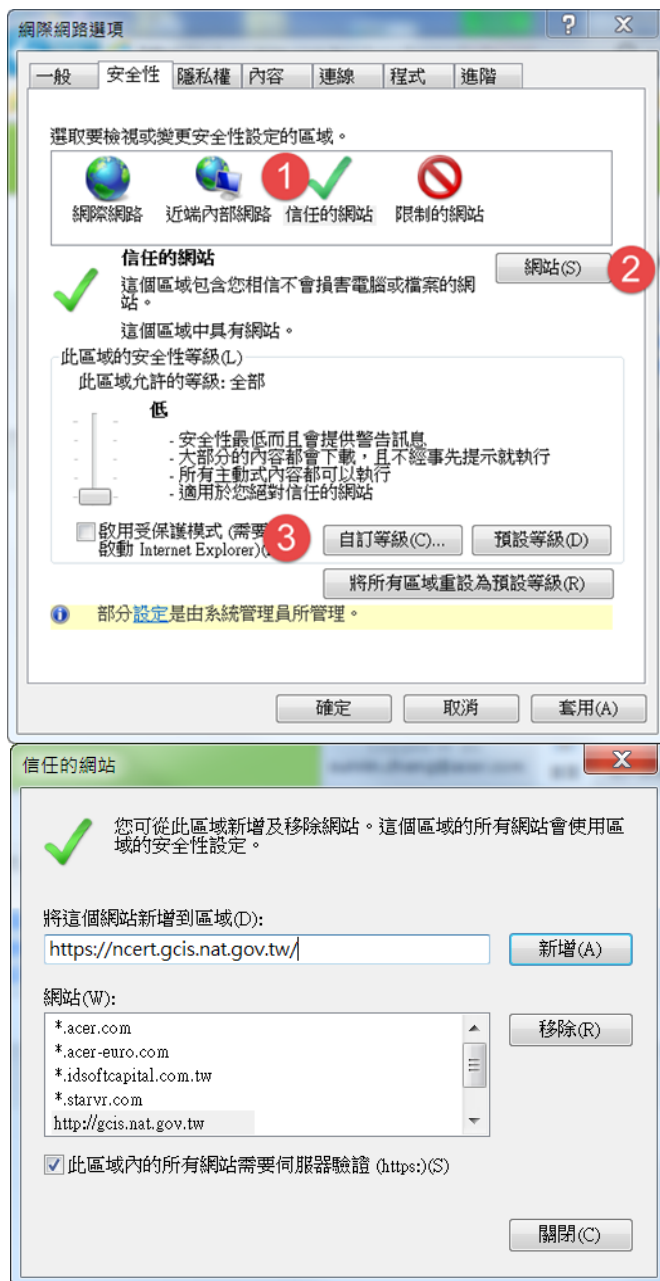 網際網路選項
一般 安全性 隱私權 內容 連線 程式 進階
選取要檢視或變更安全性設定的區域。
1
網際網路 近端內部網路 信任的網站 限制的網站
信任的網站
網站(S) 2
這個區域包含您相信不會損害電腦或檔案的網
站。
這個區域中具有網站。
此區域的安全性等級(L)
此區域允許的等級: 全部
低
- 安全性最低而且會提供警告訊息
- 大部分的內容都會下載，且不經事先提示就執行
- 所有主動式內容都可以執行
- 適用於您絕對信任的網站
啟用受保護模式 (需要
啟動 Internet Explorer)(
3
自訂等級(C)... 預設等級(D)
將所有區域重設為預設等級(R)
部分設定是由系統管理員所管理。
確定 取消 套用(A)
信任的網站
您可從此區域新增及移除網站。這個區域的所有網站會使用區
域的安全性設定。
將這個網站新增到區域(D):
https://ncert.gcis.nat.gov.tw/ 新增(A)
網站(W):
*.acer.com 移除(R)
*.acer-euro.com
*.idsoftcapital.com.tw
*.starvr.com
http://gcis.nat.gov.tw
此區域內的所有網站需要伺服器驗證 (https:)(S)
關閉(C)